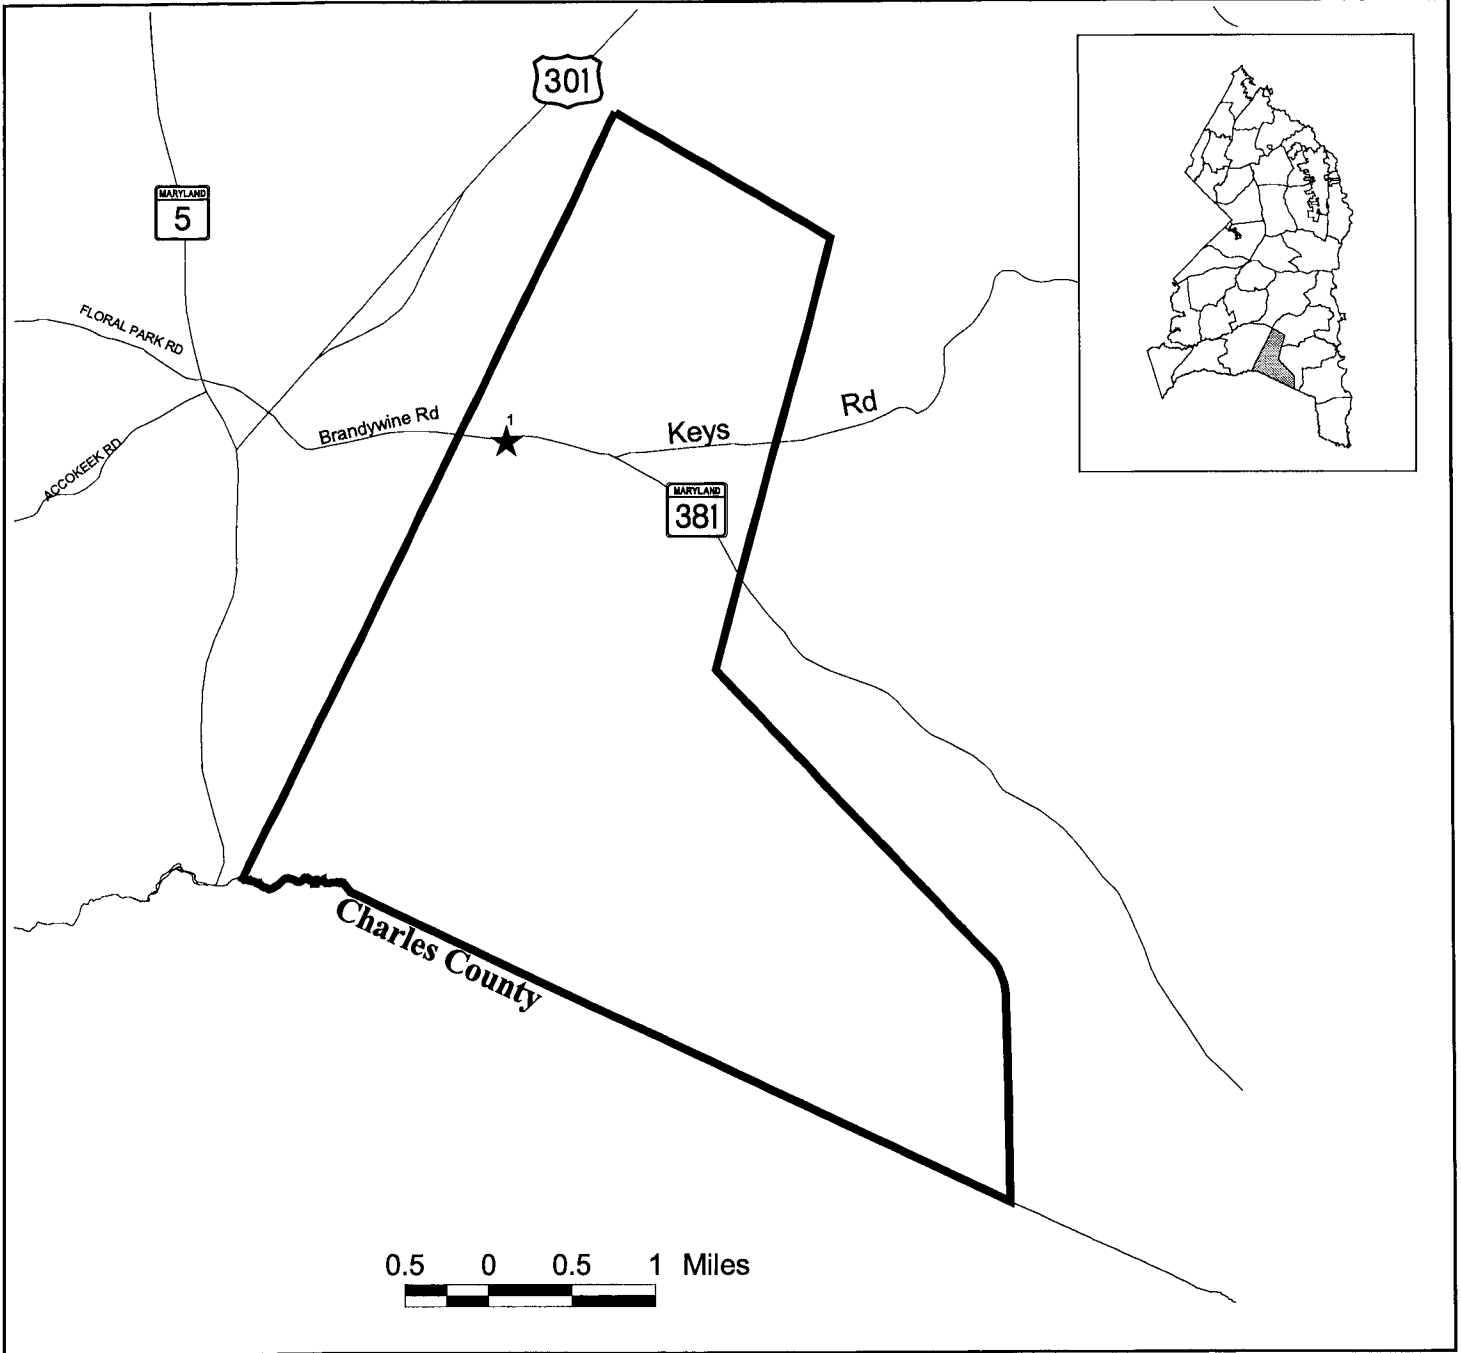 301
MARYLAND
5
FLORAL PARK RD
Brandywine Rd
1
Keys Rd
ACCOKEEK RD
MARYLAND
381
Charles County
0.5 0 0.5 1 Miles